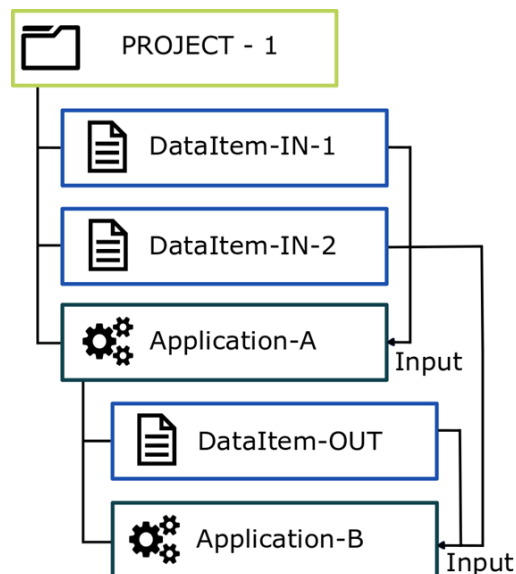 PROJECT - 1
DataItem-IN-1
DataItem-IN-2
Application-A
Input
DataItem-OUT
Application-B
Input